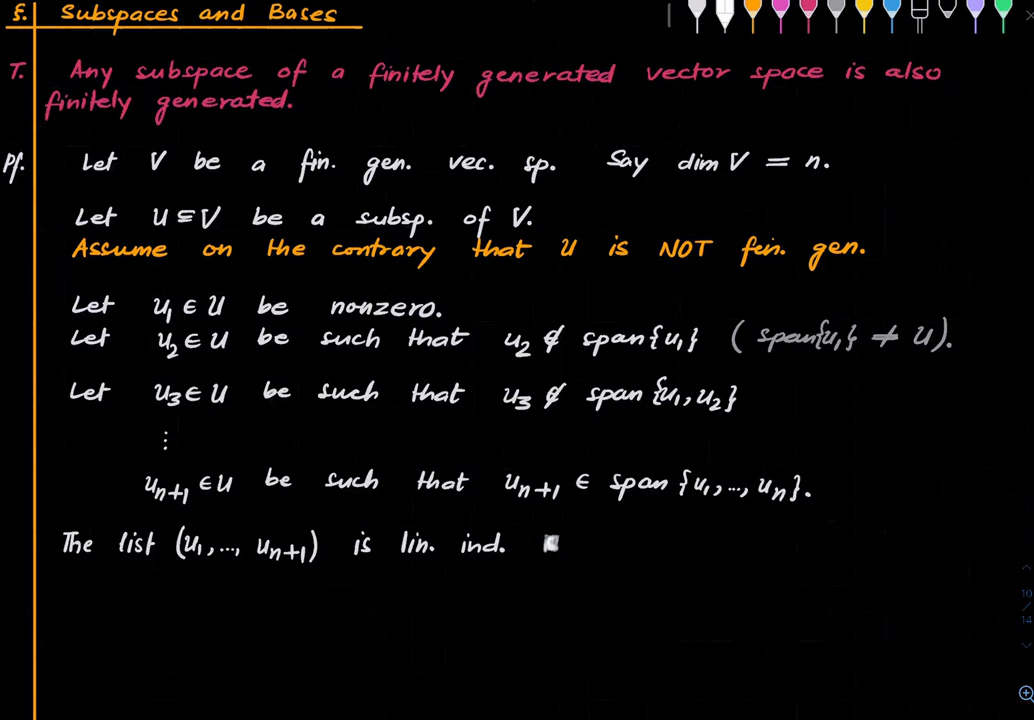 §. Subspaces and Bases
T. Any subspace of a finitely generated vector space is also
finitely generated.
Pf. Let V be a fin. gen. vec. sp. Say dim V = n.
Let U ⊆ V be a subsp. of V.
Assume on the contrary that U is NOT fin. gen.
Let u₁ ∈ U be nonzero.
Let u₂ ∈ U be such that u₂ ∉ span{u₁} (span{u₁} ≠ U).
Let u₃ ∈ U be such that u₃ ∉ span{u₁, u₂}
⋮
uₙ₊₁ ∈ U be such that uₙ₊₁ ∈ span {u₁, ..., uₙ}.
The list (u₁, ..., uₙ₊₁) is lin. ind.
10
/
14